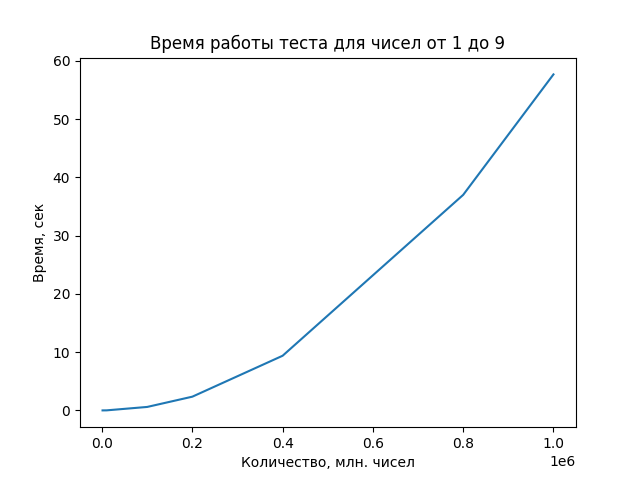 Время работы теста для чисел от 1 до 9
60
50
40
30
20
10
0
Время, сек
0.0 0.2 0.4 0.6 0.8 1.0
1e6
Количество, млн. чисел